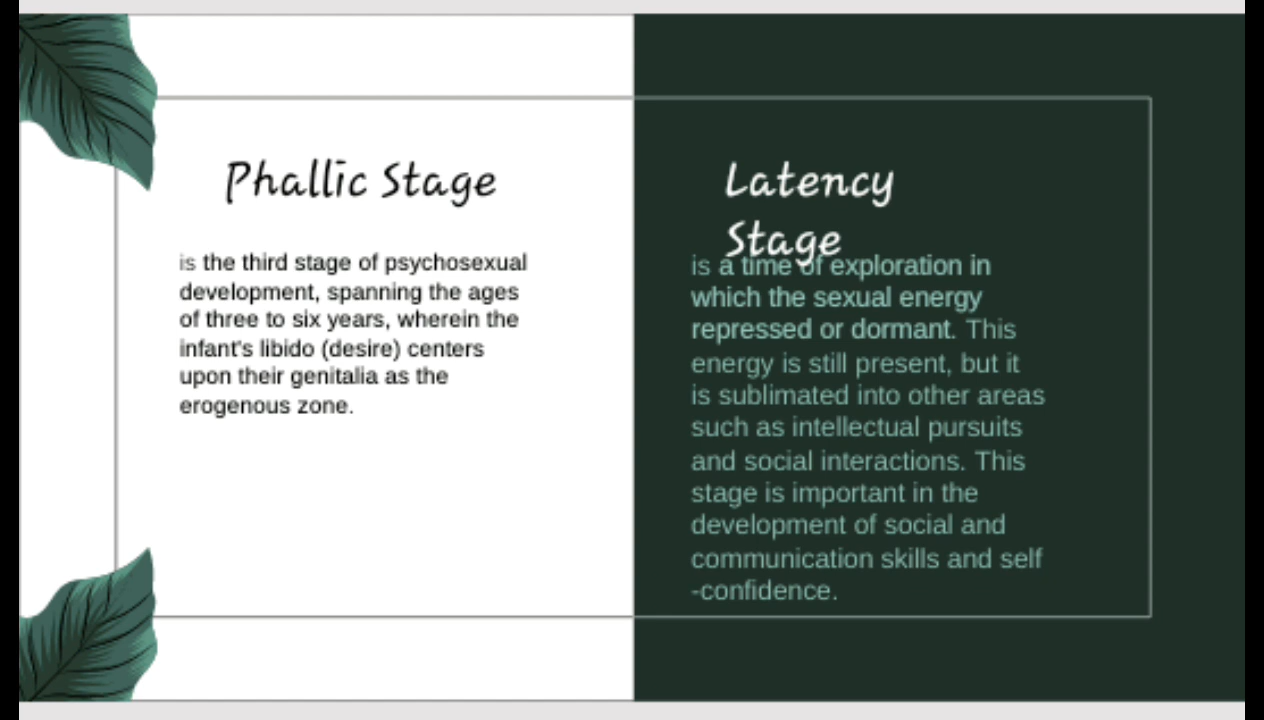 Phallic Stage
is the third stage of psychosexual
development, spanning the ages
of three to six years, wherein the
infant's libido (desire) centers
upon their genitalia as the
erogenous zone.
Latency
Stage
is a time of exploration in
which the sexual energy
repressed or dormant. This
energy is still present, but it
is sublimated into other areas
such as intellectual pursuits
and social interactions. This
stage is important in the
development of social and
communication skills and self
-confidence.